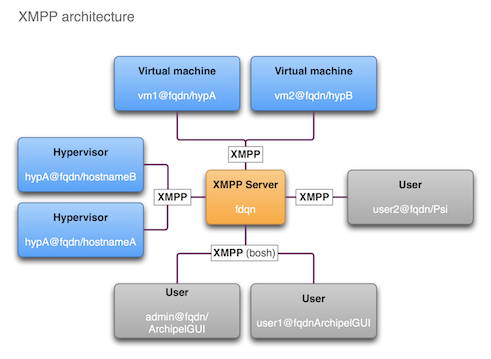 XMPP architecture
Virtual machine
vm1@fqdn/hypA
Virtual machine
vm2@fqdn/hypB
XMPP
Hypervisor
hypA@fqdn/hostnameB
Hypervisor
hypA@fqdn/hostnameA
XMPP
XMPP Server
fdqn
XMPP
User
user2@fqdn/Psi
XMPP (bosh)
User
admin@fqdn/
ArchipelGUI
User
user1@fqdnArchipelGUI